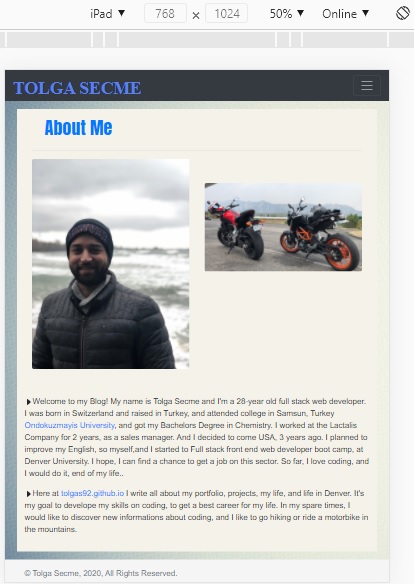 iPad ▼ 768 × 1024 50% ▼ Online ▼
TOLGA SECME
About Me
Welcome to my Blog! My name is Tolga Secme and I'm a 28-year old full stack web developer.
I was born in Switzerland and raised in Turkey, and attended college in Samsun, Turkey
Ondokuzmayis University, and got my Bachelors Degree in Chemistry. I worked at the Lactalis
Company for 2 years, as a sales manager. And I decided to come USA, 3 years ago. I planned to
improve my English, so myself,and I started to Full stack front end web developer boot camp, at
Denver University. I hope, I can find a chance to get a job on this sector. So far, I love coding, and
I would do it, end of my life..
Here at tolgas92.github.io I write all about my portfolio, projects, my life, and life in Denver. It's
my goal to develope my skills on coding, to get a best career for my life. In my spare times, I
would like to discover new informations about coding, and I like to go hiking or ride a motorbike in
the mountains.
© Tolga Secme, 2020, All Rights Reserved.